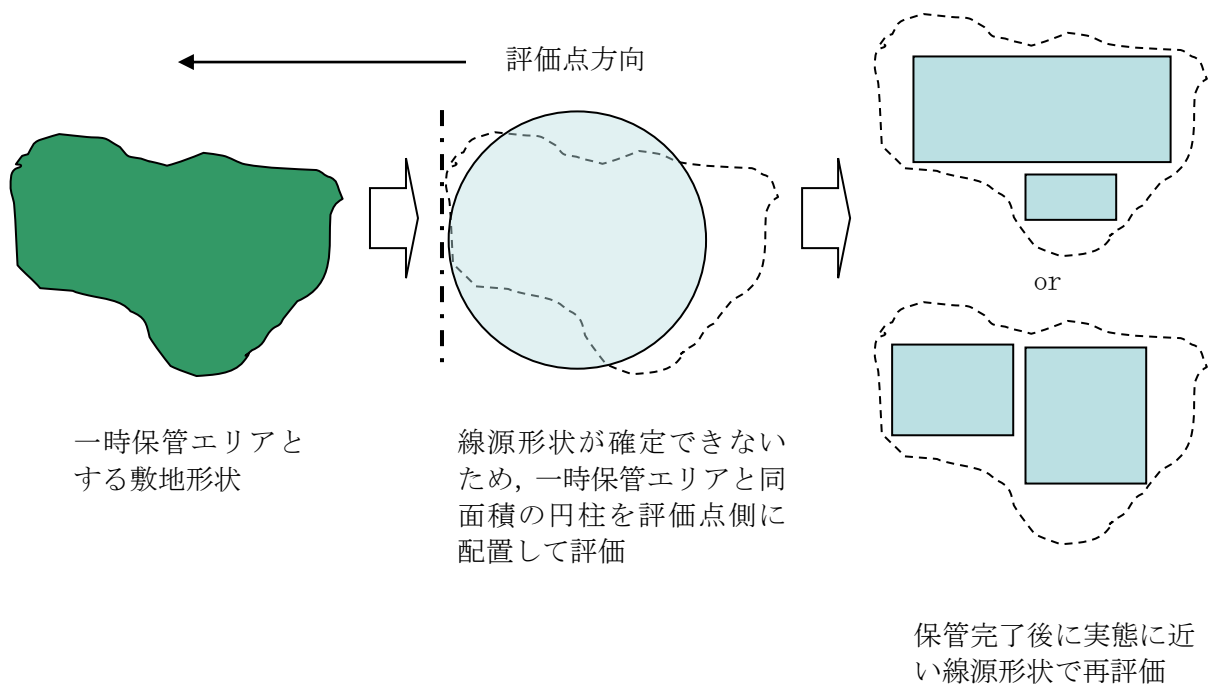 評価点方向
一時保管エリアと
する敷地形状
線源形状が確定できない
ため，一時保管エリアと同
面積の円柱を評価点側に
配置して評価
or
保管完了後に実態に近
い線源形状で再評価